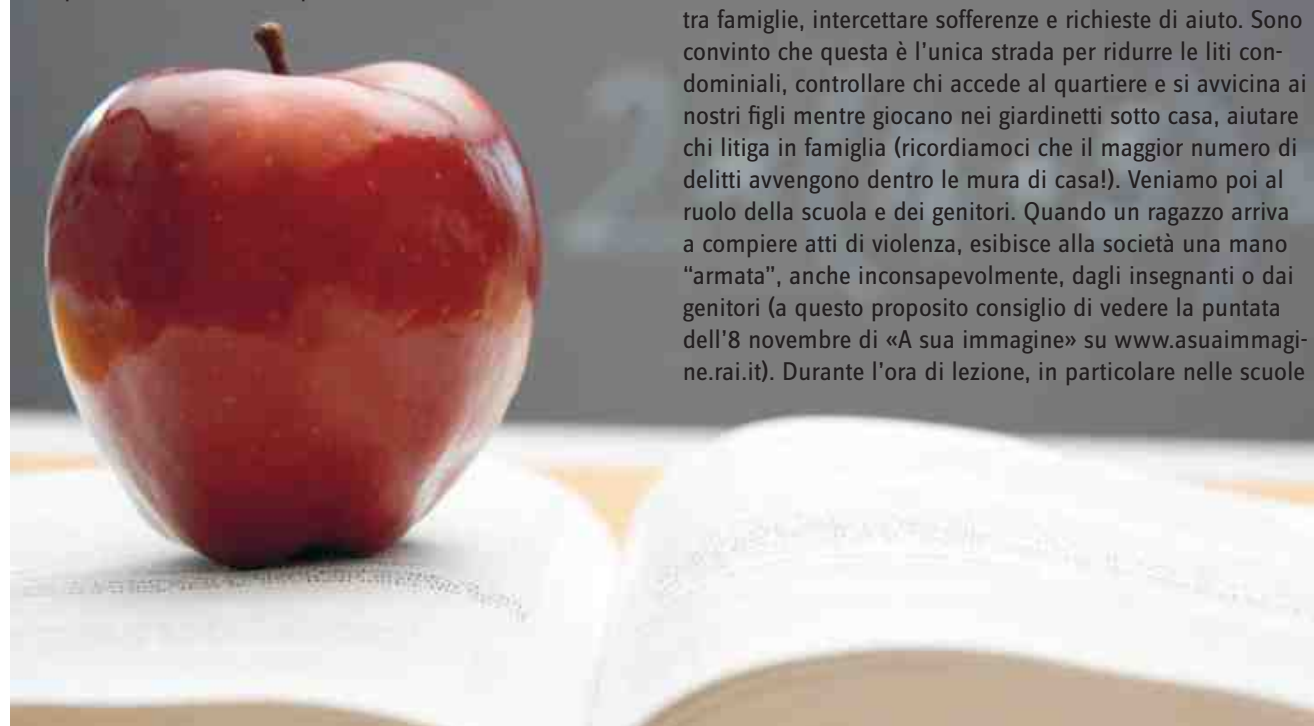 tra famiglie, intercettare sofferenze e richieste di aiuto. Sono
convinto che questa è l'unica strada per ridurre le liti con-
dominiali, controllare chi accede al quartiere e si avvicina ai
nostri figli mentre giocano nei giardinetti sotto casa, aiutare
chi litiga in famiglia (ricordiamoci che il maggior numero di
delitti avvengono dentro le mura di casa!). Veniamo poi al
ruolo della scuola e dei genitori. Quando un ragazzo arriva
a compiere atti di violenza, esibisce alla società una mano
“armata”, anche inconsapevolmente, dagli insegnanti o dai
genitori (a questo proposito consiglio di vedere la puntata
dell'8 novembre di «A sua immagine» su www.asuaimmagi-
ne.rai.it). Durante l'ora di lezione, in particolare nelle scuole